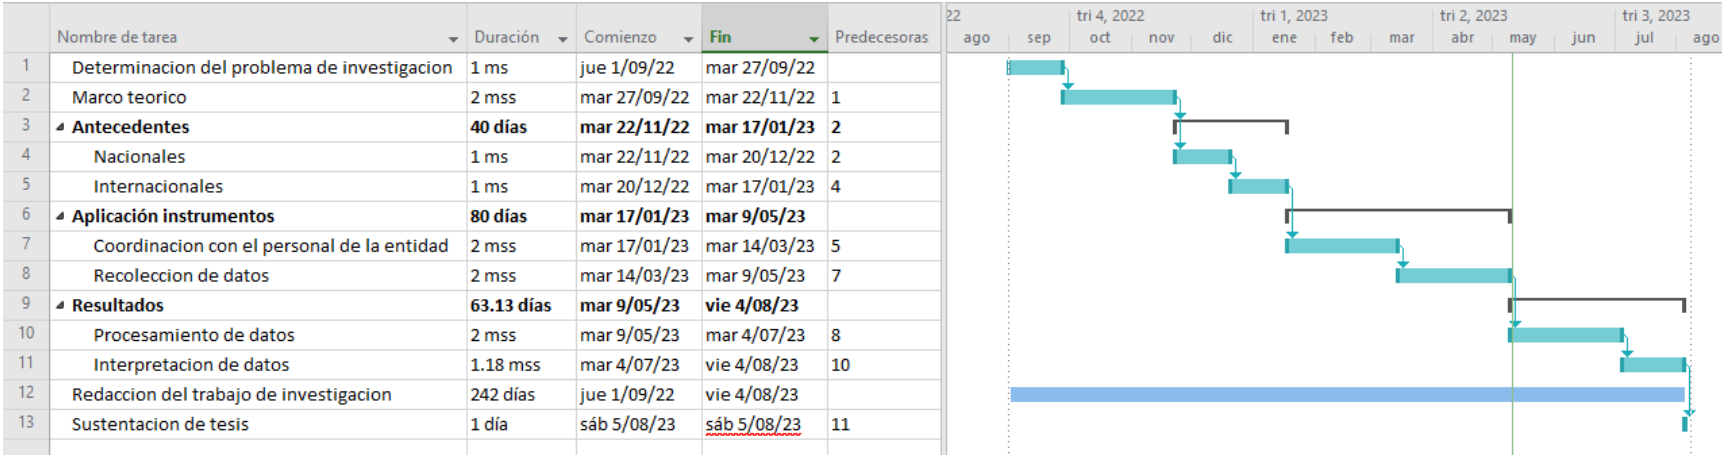 22 tri 4, 2022 tri 1, 2023 tri 2, 2023 tri 3, 2023
Nombre de tarea Duración Comienzo Fin Predecesoras ago sep oct nov dic ene feb mar abr may jun jul ago
1 Determinacion del problema de investigacion 1 ms jue 1/09/22 mar 27/09/22
2 Marco teorico 2 mss mar 27/09/22 mar 22/11/22 1
3 Antecedentes 40 días mar 22/11/22 mar 17/01/23 2
4 Nacionales 1 ms mar 22/11/22 mar 20/12/22 2
5 Internacionales 1 ms mar 20/12/22 mar 17/01/23 4
6 Aplicación instrumentos 80 días mar 17/01/23 mar 9/05/23
7 Coordinacion con el personal de la entidad 2 mss mar 17/01/23 mar 14/03/23 5
8 Recoleccion de datos 2 mss mar 14/03/23 mar 9/05/23 7
9 Resultados 63.13 días mar 9/05/23 vie 4/08/23
10 Procesamiento de datos 2 mss mar 9/05/23 mar 4/07/23 8
11 Interpretacion de datos 1.18 mss mar 4/07/23 vie 4/08/23 10
12 Redaccion del trabajo de investigacion 242 días jue 1/09/22 vie 4/08/23
13 Sustentacion de tesis 1 día sáb 5/08/23 sáb 5/08/23 11